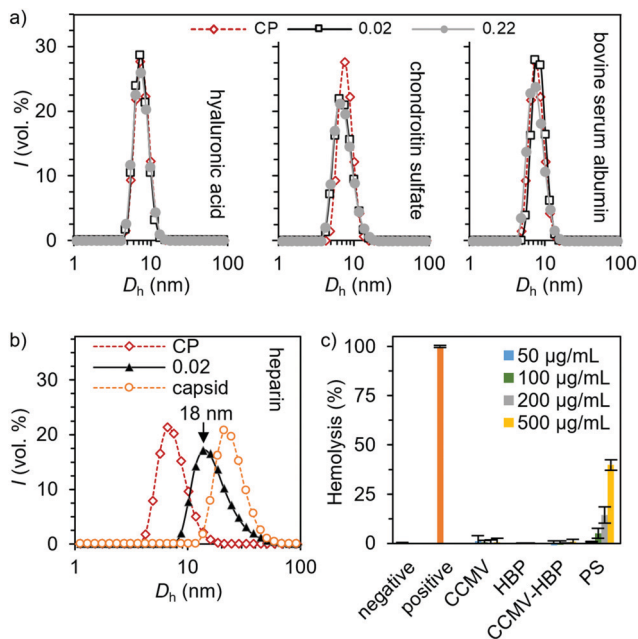 a)
CP 0.02 0.22
I (vol. %)
30
20
10
0
hyaluronic acid
chondroitin sulfate
bovine serum albumin
1 10 100
1 10 100
1 10 100
Dh (nm)
Dh (nm)
Dh (nm)
b)
CP
0.02
capsid
heparin
18 nm
I (vol. %)
30
20
10
0
1 10 100
Dh (nm)
c)
Hemolysis (%)
100
75
50
25
0
50 µg/mL
100 µg/mL
200 µg/mL
500 µg/mL
negative
positive
CCMV
HBP
CCMV-HBP
PS